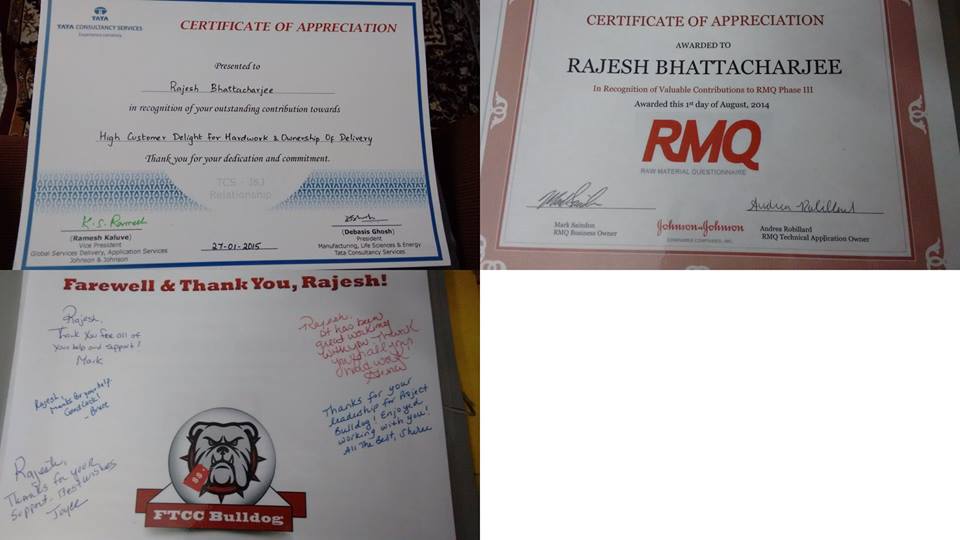 TATA
TATA CONSULTANCY SERVICES
Experience certainty.
CERTIFICATE OF APPRECIATION
Presented to
Rajesh Bhattacharjee
in recognition of your outstanding contribution towards
High Customer Delight for Hardwork & Ownership Of Delivery
Thank you for your dedication and commitment.
TCS - J&J
Relationship
K.S. Ramesh
(Ramesh Kaluve)
Vice President
Global Services Delivery, Application Services
Johnson & Johnson
27-01-2015
(Debasis Ghosh)
President
Manufacturing, Life Sciences & Energy
Tata Consultancy Services
CERTIFICATE OF APPRECIATION
AWARDED TO
RAJESH BHATTACHARJEE
In Recognition of Valuable Contributions to RMQ Phase III
Awarded this 1st day of August, 2014
RMQ
RAW MATERIAL QUESTIONNAIRE
Mark Saindon
RMQ Business Owner
Johnson & Johnson
CONSUMER COMPANIES, INC.
Andrea Robillard
Andrea Robillard
RMQ Technical Application Owner
Farewell & Thank You, Rajesh!
Rajesh,
Thank You for all of
your help and support!
Mark
Rajesh,
It has been
great working
with you. Thank
you for all your
hard work
Rajesh,
thanks for your help.
Good Luck!
- Bruce
Thanks for your
leadership for Project
Bulldog! Enjoyed
working with you!
All The Best,
Rajesh,
Thanks for your
support. Best wishes
Joyce
FTCC Bulldog